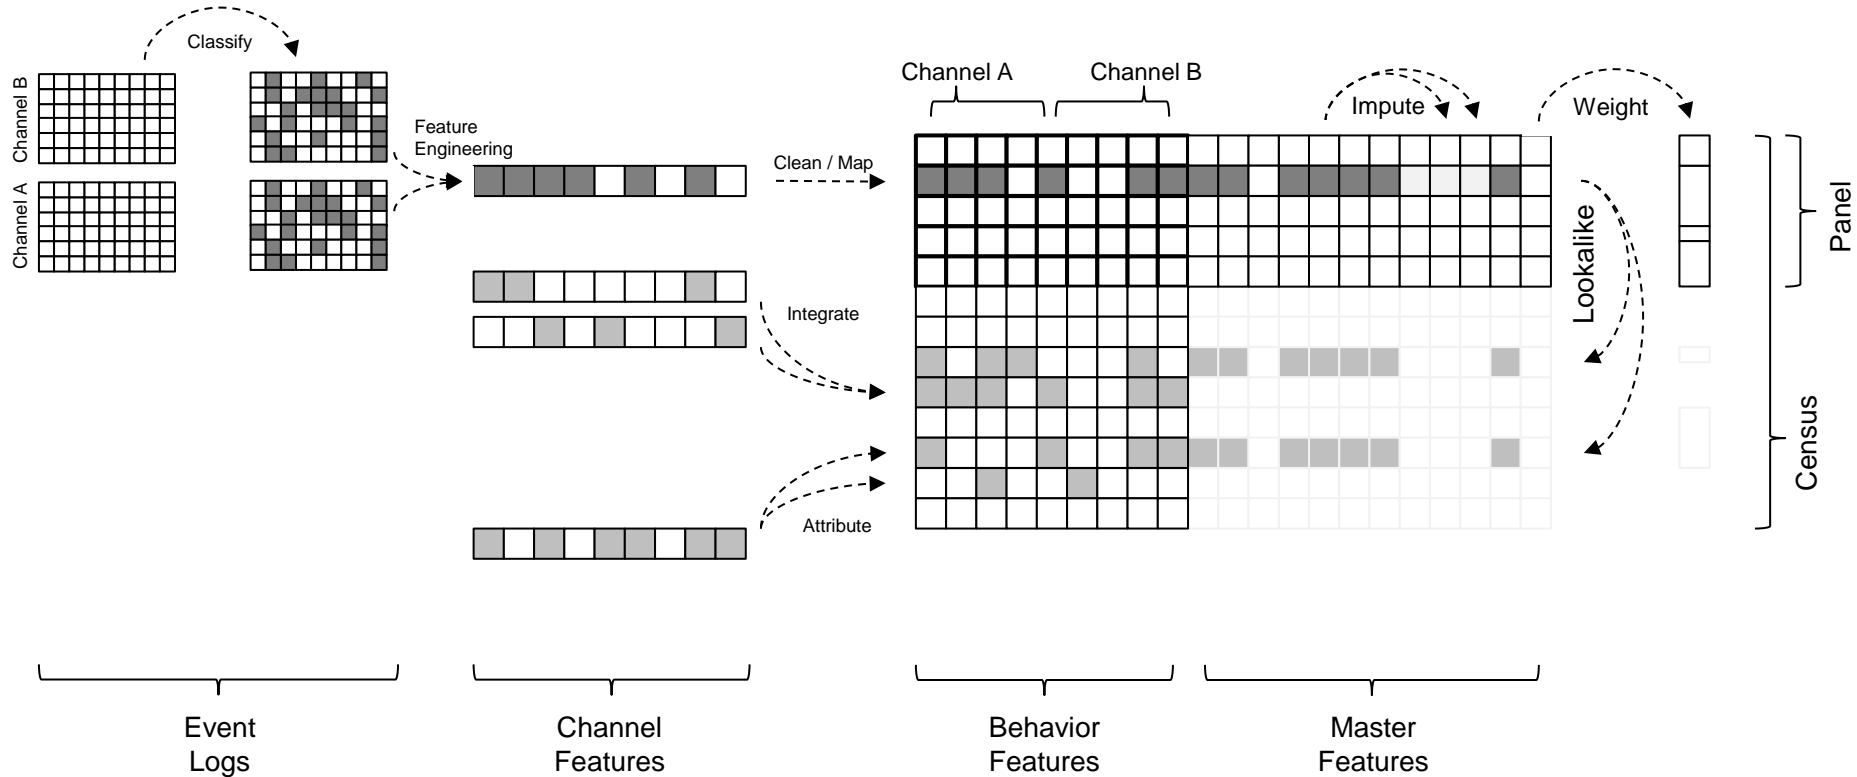 Classify
Channel B
Channel A
Feature
Engineering
Clean / Map
Integrate
Attribute
Channel A
Channel B
Impute
Weight
Lookalike
Panel
Census
Event
Logs
Channel
Features
Behavior
Features
Master
Features